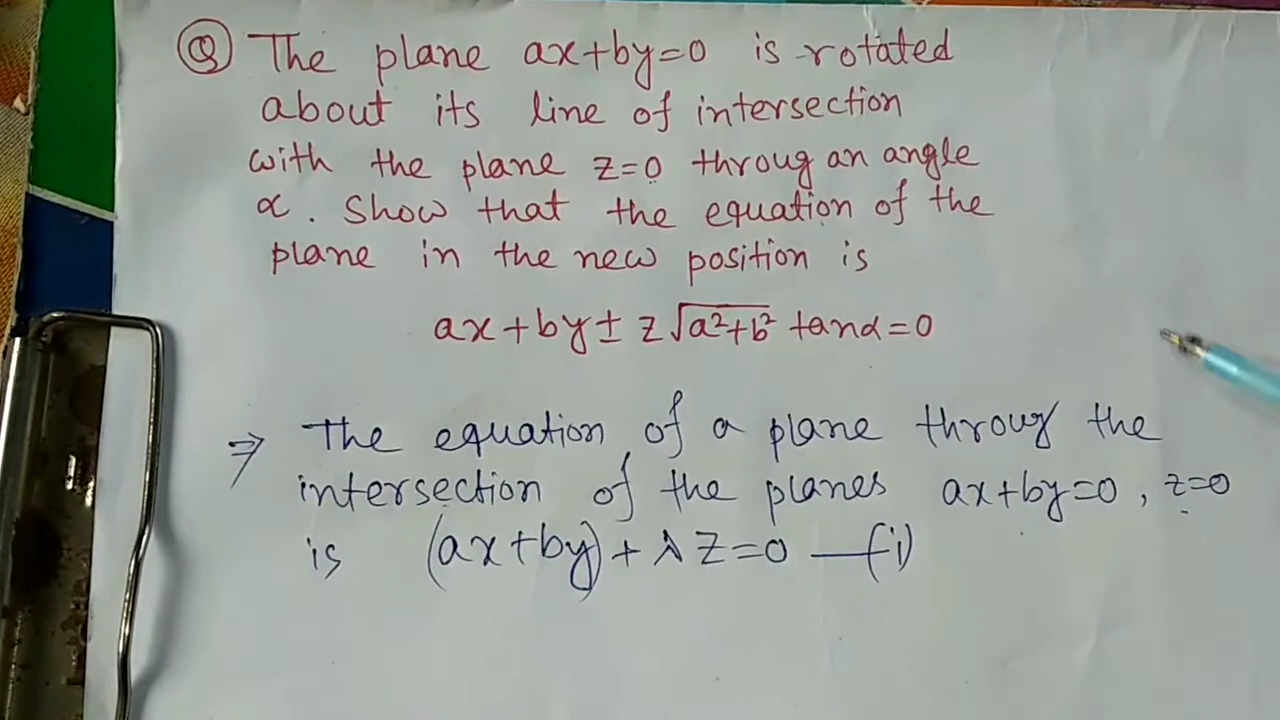 Q The plane ax+by=0 is rotated
about its line of intersection
with the plane z=0 throug an angle
α. Show that the equation of the
plane in the new position is
ax+by± z√a²+b² tanα=0
⇒ The equation of a plane throug the
intersection of the planes ax+by=0, z=0
is (ax+by)+λz=0 —(i)